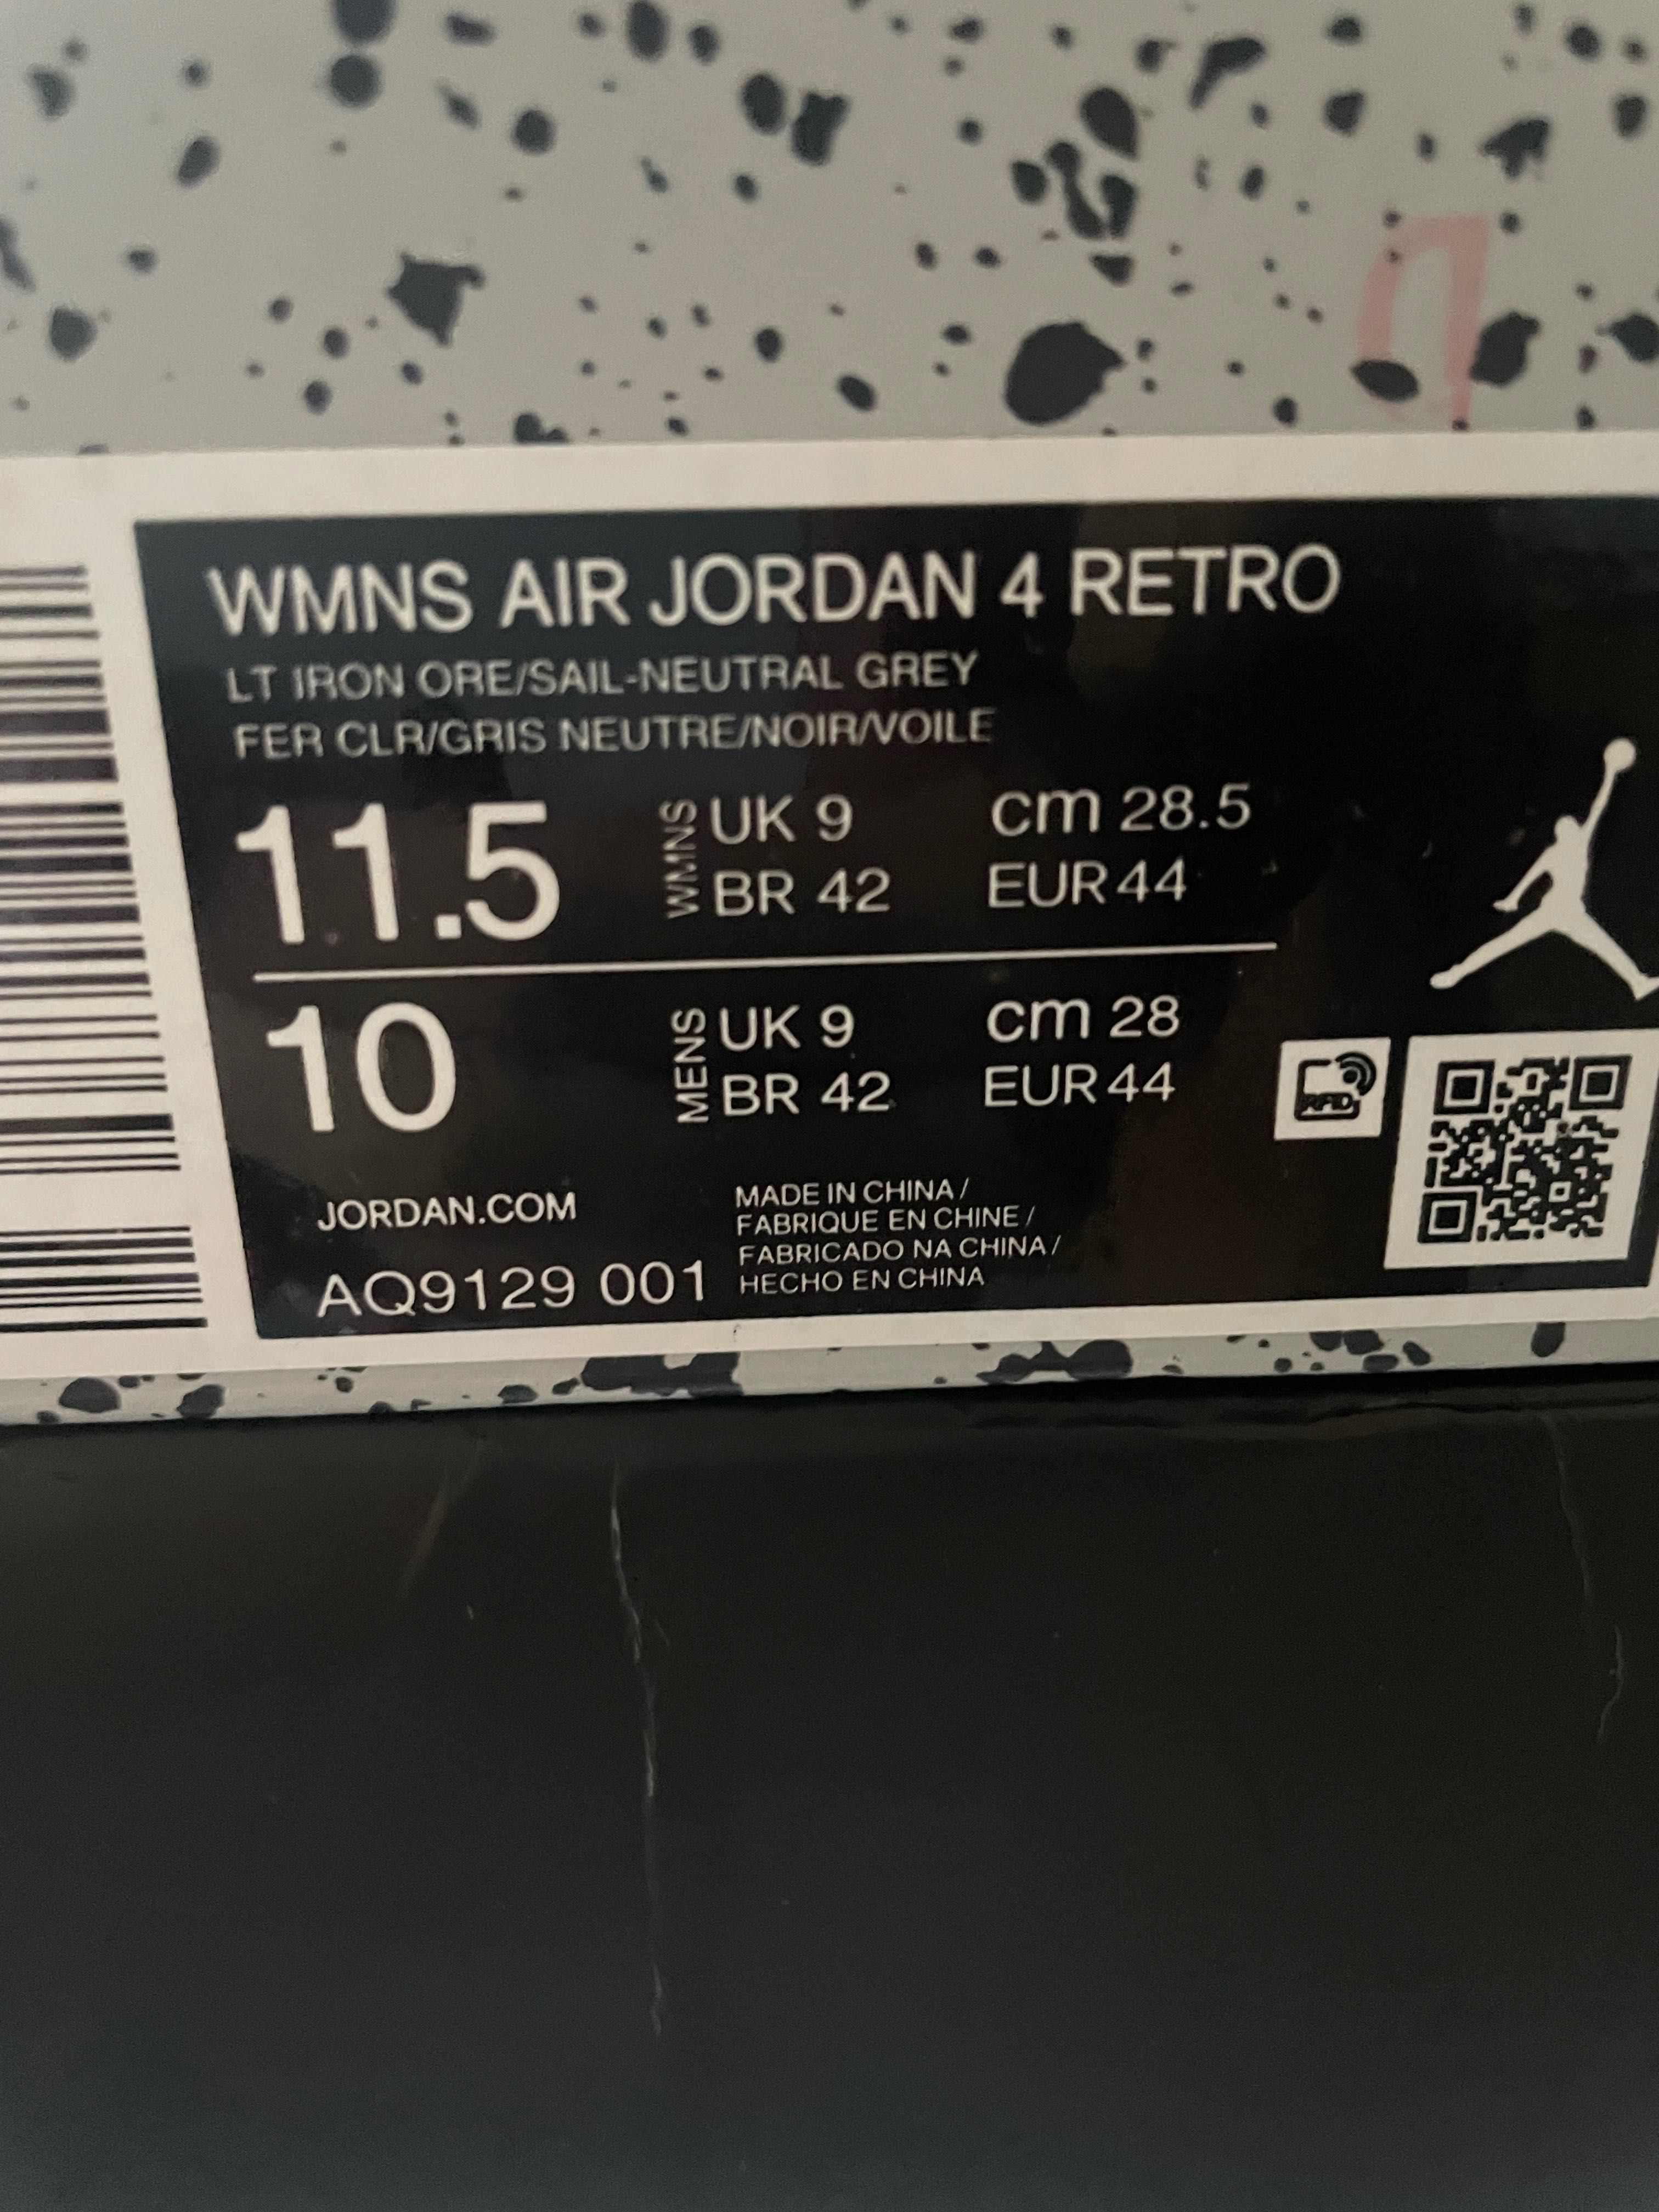 WMNS AIR JORDAN 4 RETRO
LT IRON ORE/SAIL-NEUTRAL GREY
FER CLR/GRIS NEUTRE/NOIR/VOILE
11.5 WMNS UK 9 cm 28.5
BR 42 EUR 44
10 MENS UK 9 cm 28
BR 42 EUR 44
RFID
JORDAN.COM
AQ9129 001
MADE IN CHINA /
FABRIQUE EN CHINE /
FABRICADO NA CHINA /
HECHO EN CHINA